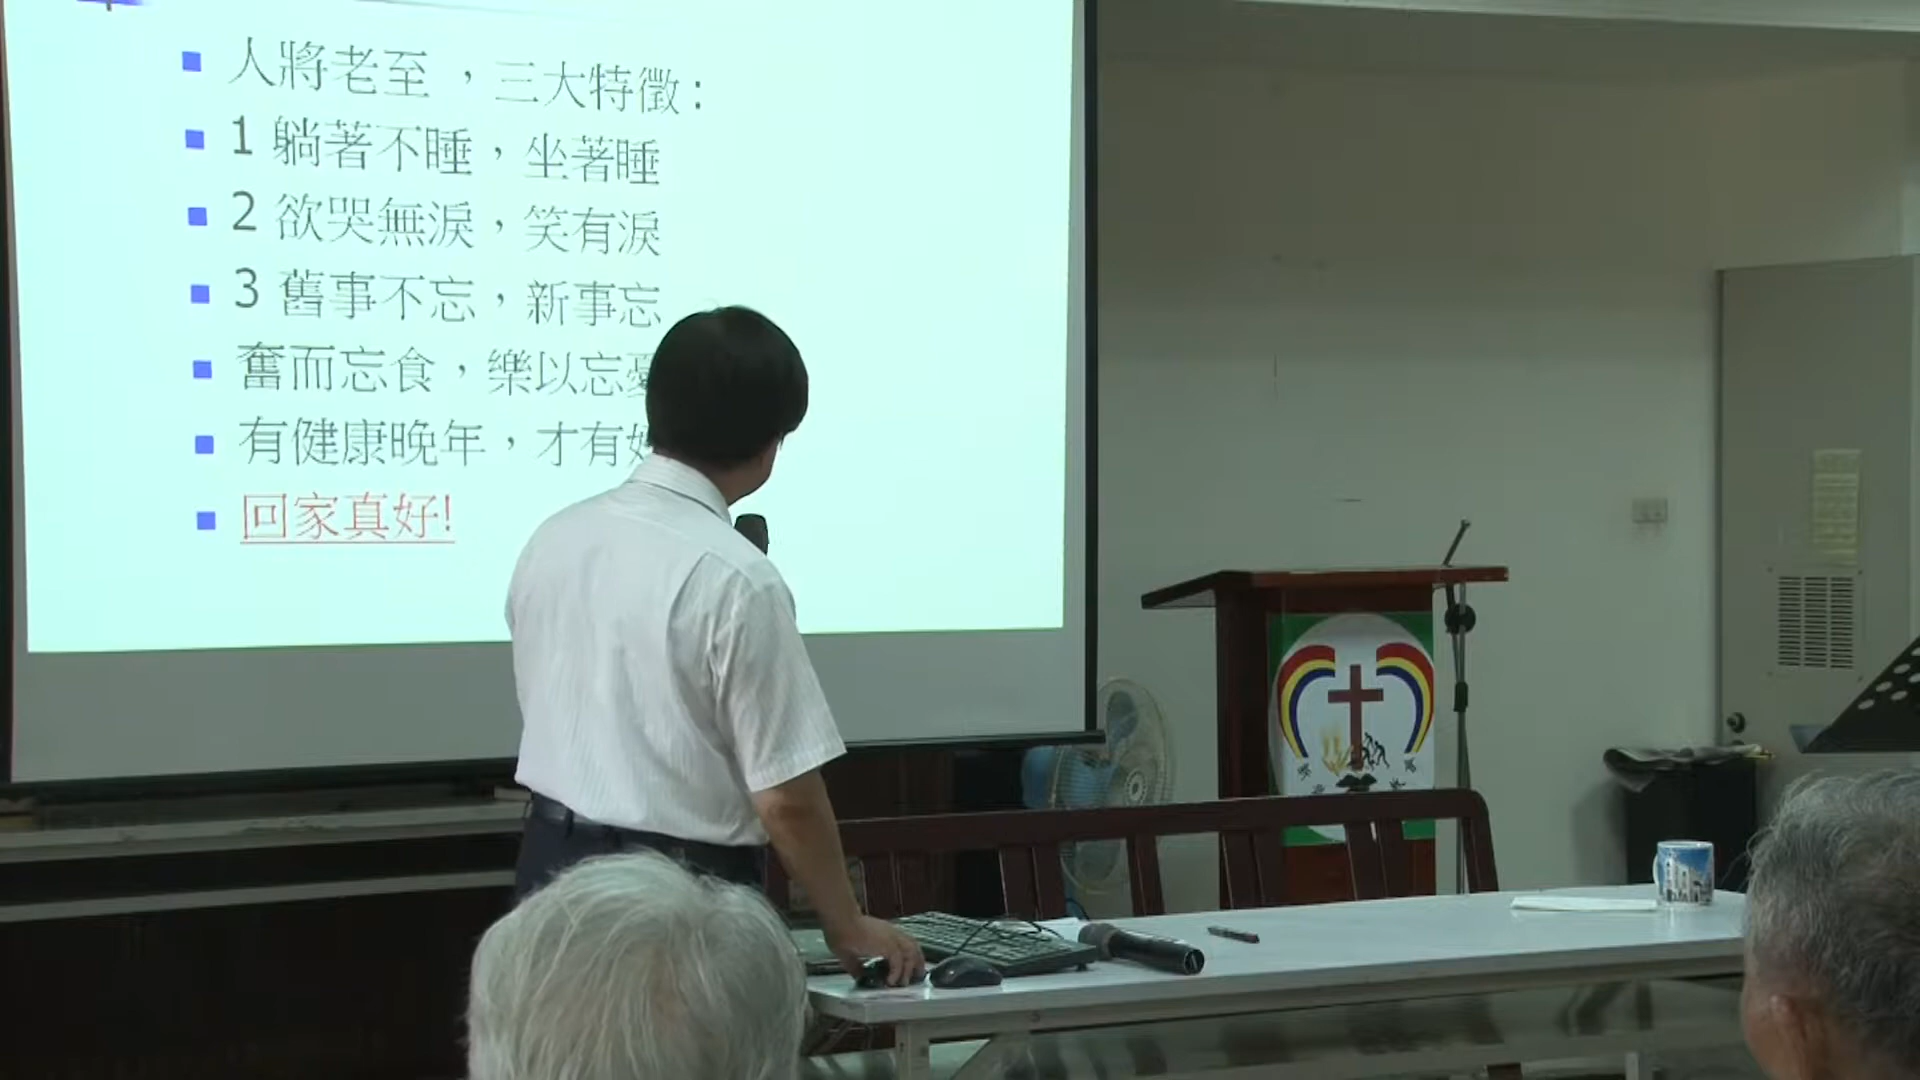 人將老至，三大特徵:
1 躺著不睡，坐著睡
2 欲哭無淚，笑有淚
3 舊事不忘，新事忘
奮而忘食，樂以忘憂
有健康晚年，才有
回家真好!